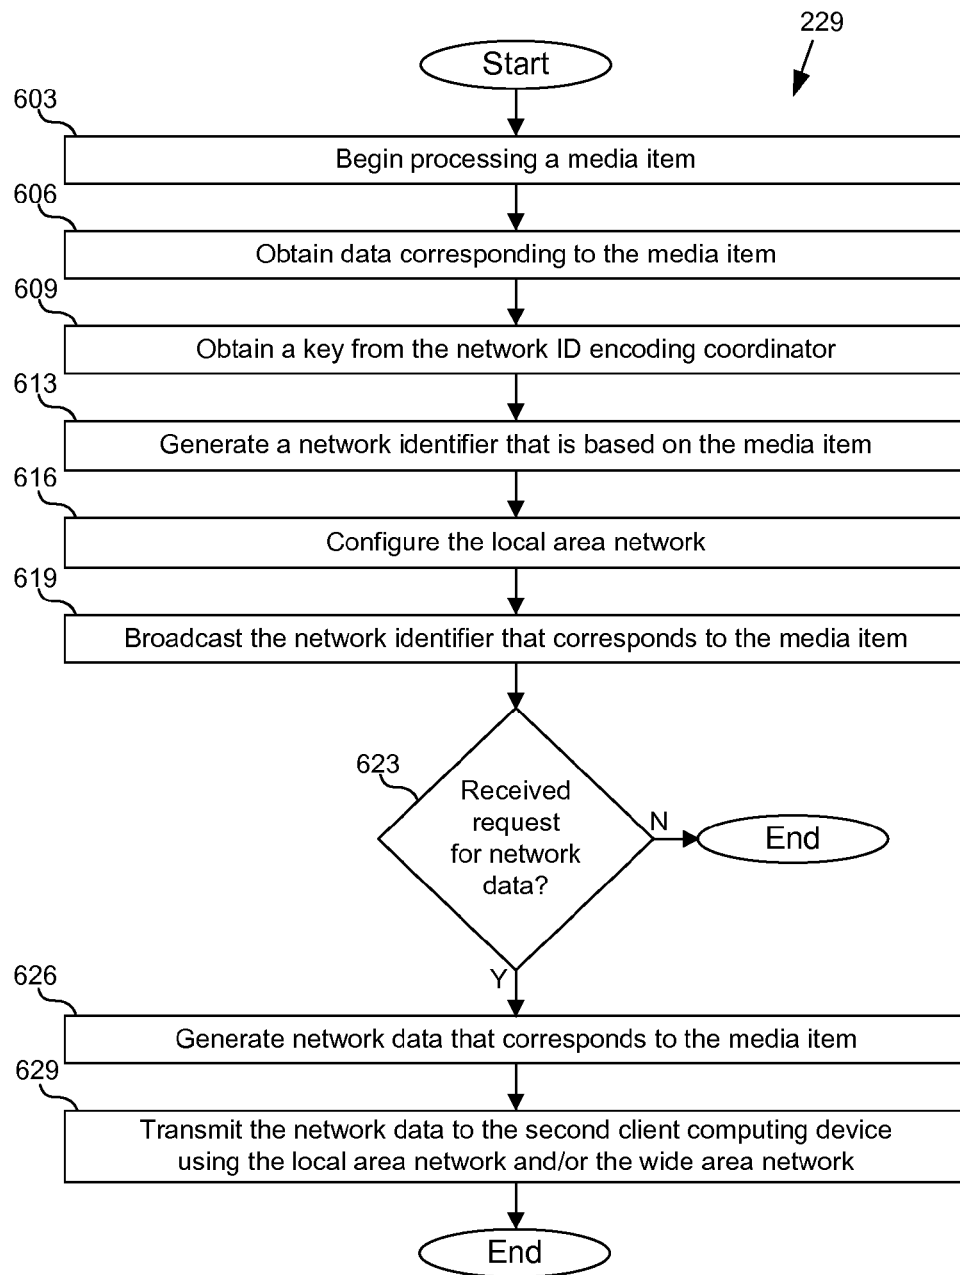 229
Start
603
Begin processing a media item
606
Obtain data corresponding to the media item
609
Obtain a key from the network ID encoding coordinator
613
Generate a network identifier that is based on the media item
616
Configure the local area network
619
Broadcast the network identifier that corresponds to the media item
623
Received
request
for network
data?
N
End
Y
626
Generate network data that corresponds to the media item
629
Transmit the network data to the second client computing device
using the local area network and/or the wide area network
End